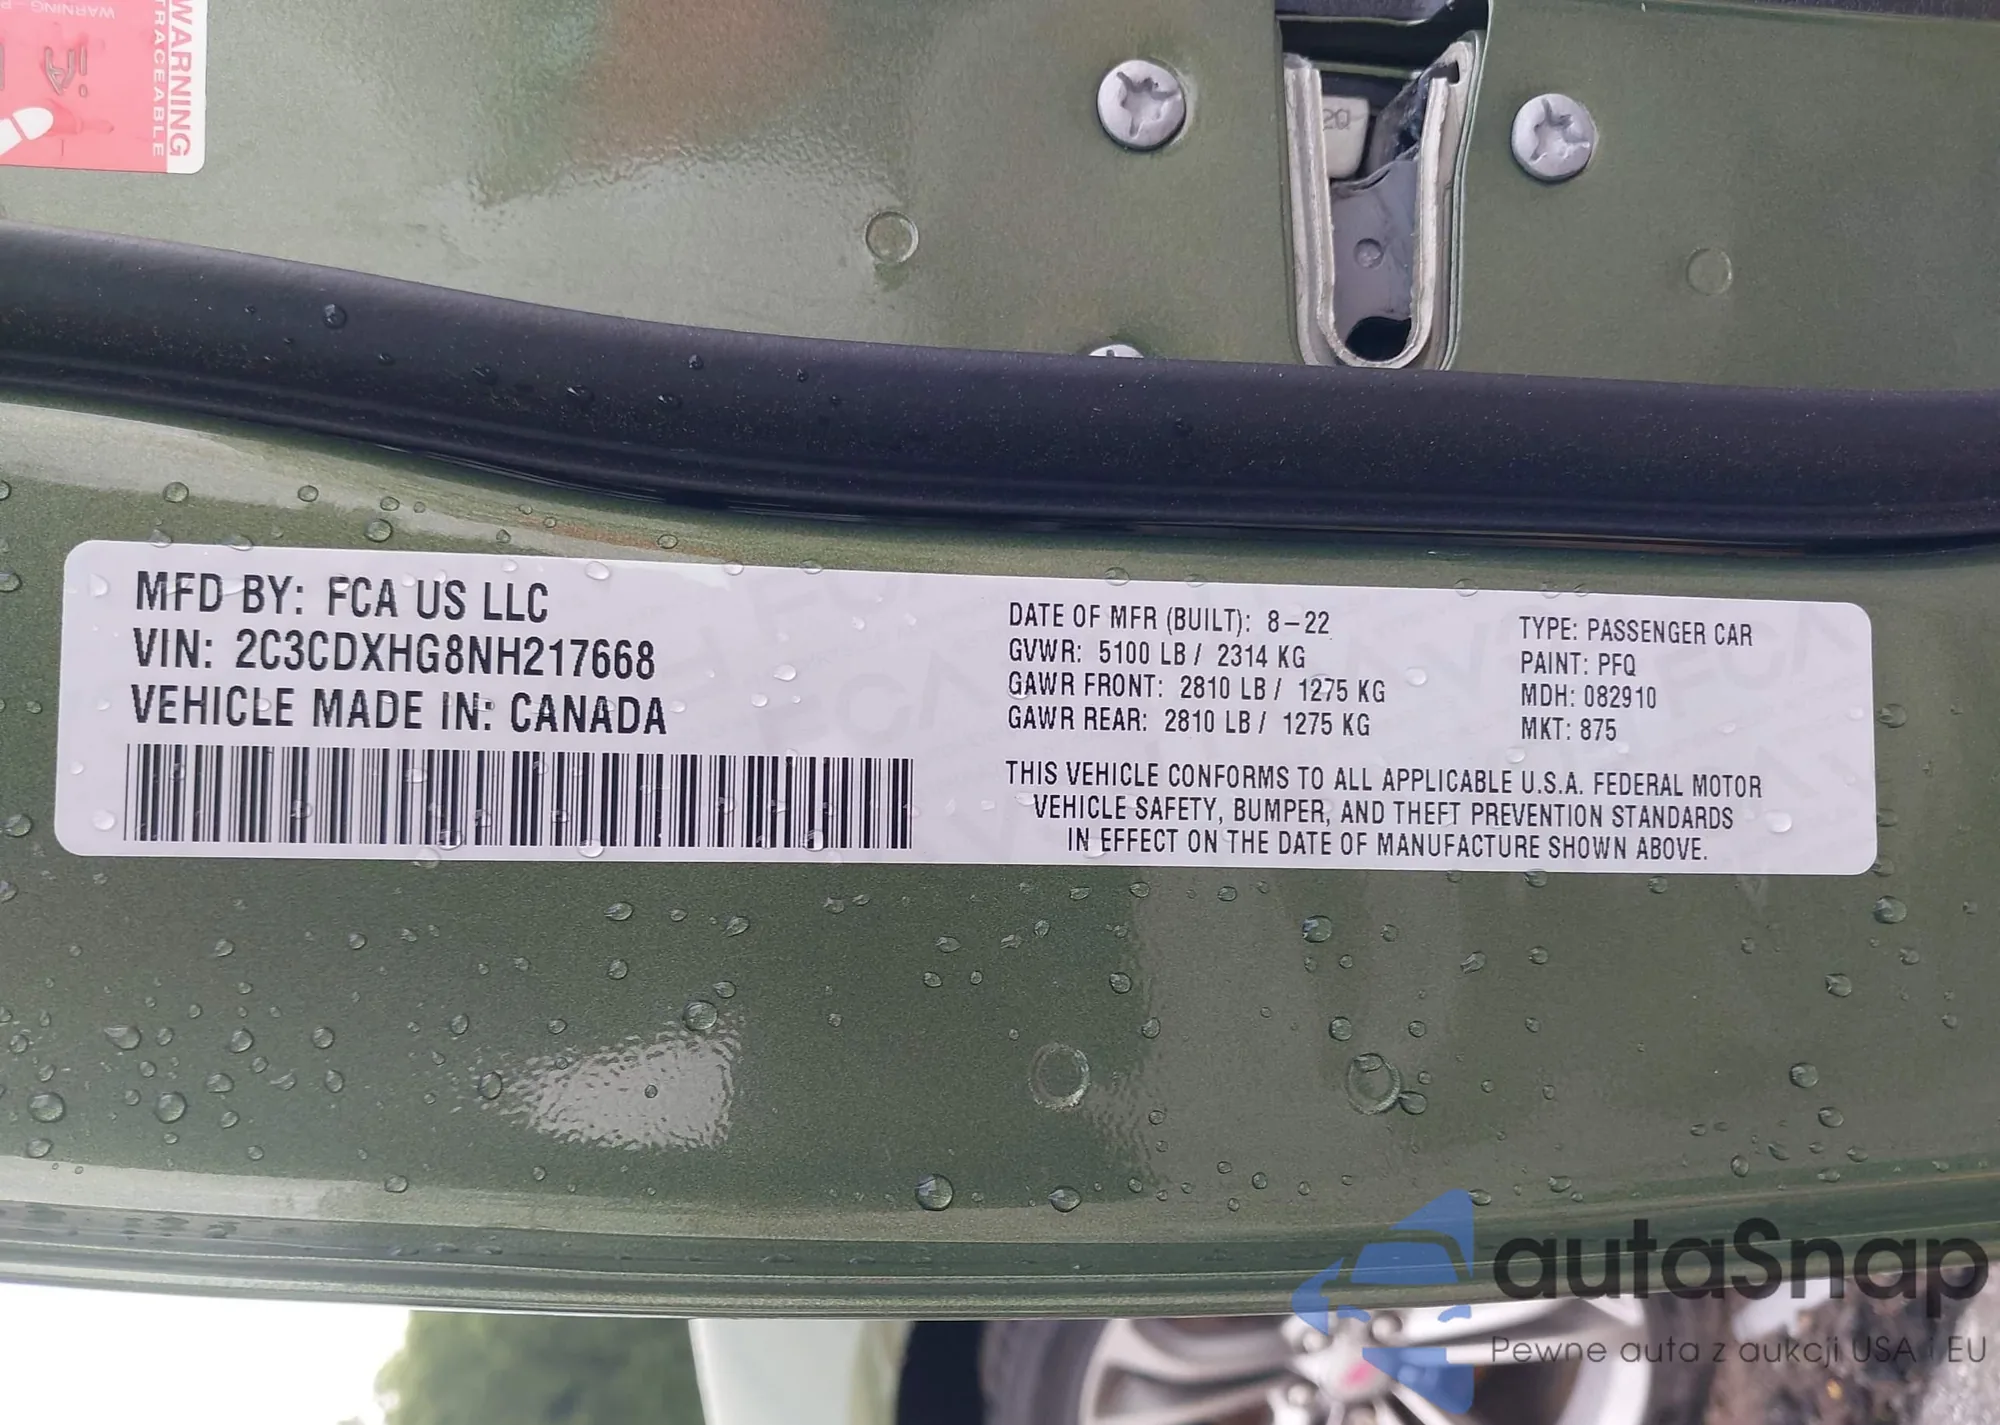 WARNING - P
WARNING
TRACEABLE
2Q
MFD BY: FCA US LLC
VIN: 2C3CDXHG8NH217668
VEHICLE MADE IN: CANADA
DATE OF MFR (BUILT): 8-22
GVWR: 5100 LB / 2314 KG
GAWR FRONT: 2810 LB / 1275 KG
GAWR REAR: 2810 LB / 1275 KG
TYPE: PASSENGER CAR
PAINT: PFQ
MDH: 082910
MKT: 875
THIS VEHICLE CONFORMS TO ALL APPLICABLE U.S.A. FEDERAL MOTOR
VEHICLE SAFETY, BUMPER, AND THEFT PREVENTION STANDARDS
IN EFFECT ON THE DATE OF MANUFACTURE SHOWN ABOVE.
autaSnap
Pewne auta z aukcji USA i EU